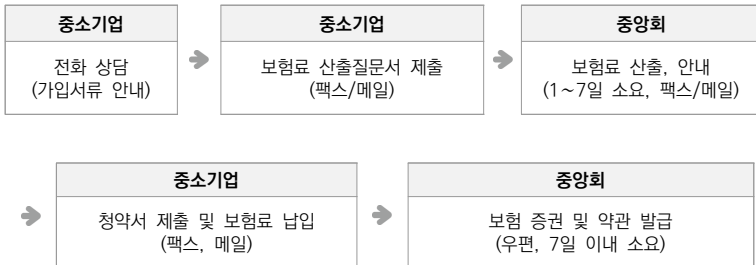 중소기업
전화 상담
(가입서류 안내)
중소기업
보험료 산출질문서 제출
(팩스/메일)
중앙회
보험료 산출, 안내
(1~7일 소요, 팩스/메일)
중소기업
청약서 제출 및 보험료 납입
(팩스, 메일)
중앙회
보험 증권 및 약관 발급
(우편, 7일 이내 소요)